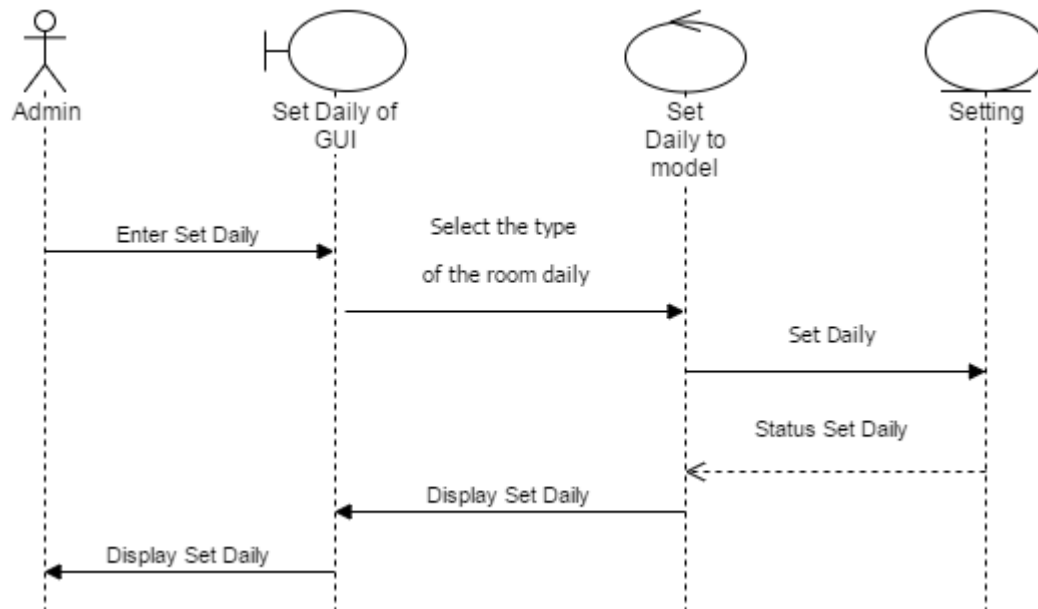 Admin
Set Daily of
GUI
Set
Daily to
model
Setting
Enter Set Daily
Select the type
of the room daily
Set Daily
Status Set Daily
Display Set Daily
Display Set Daily